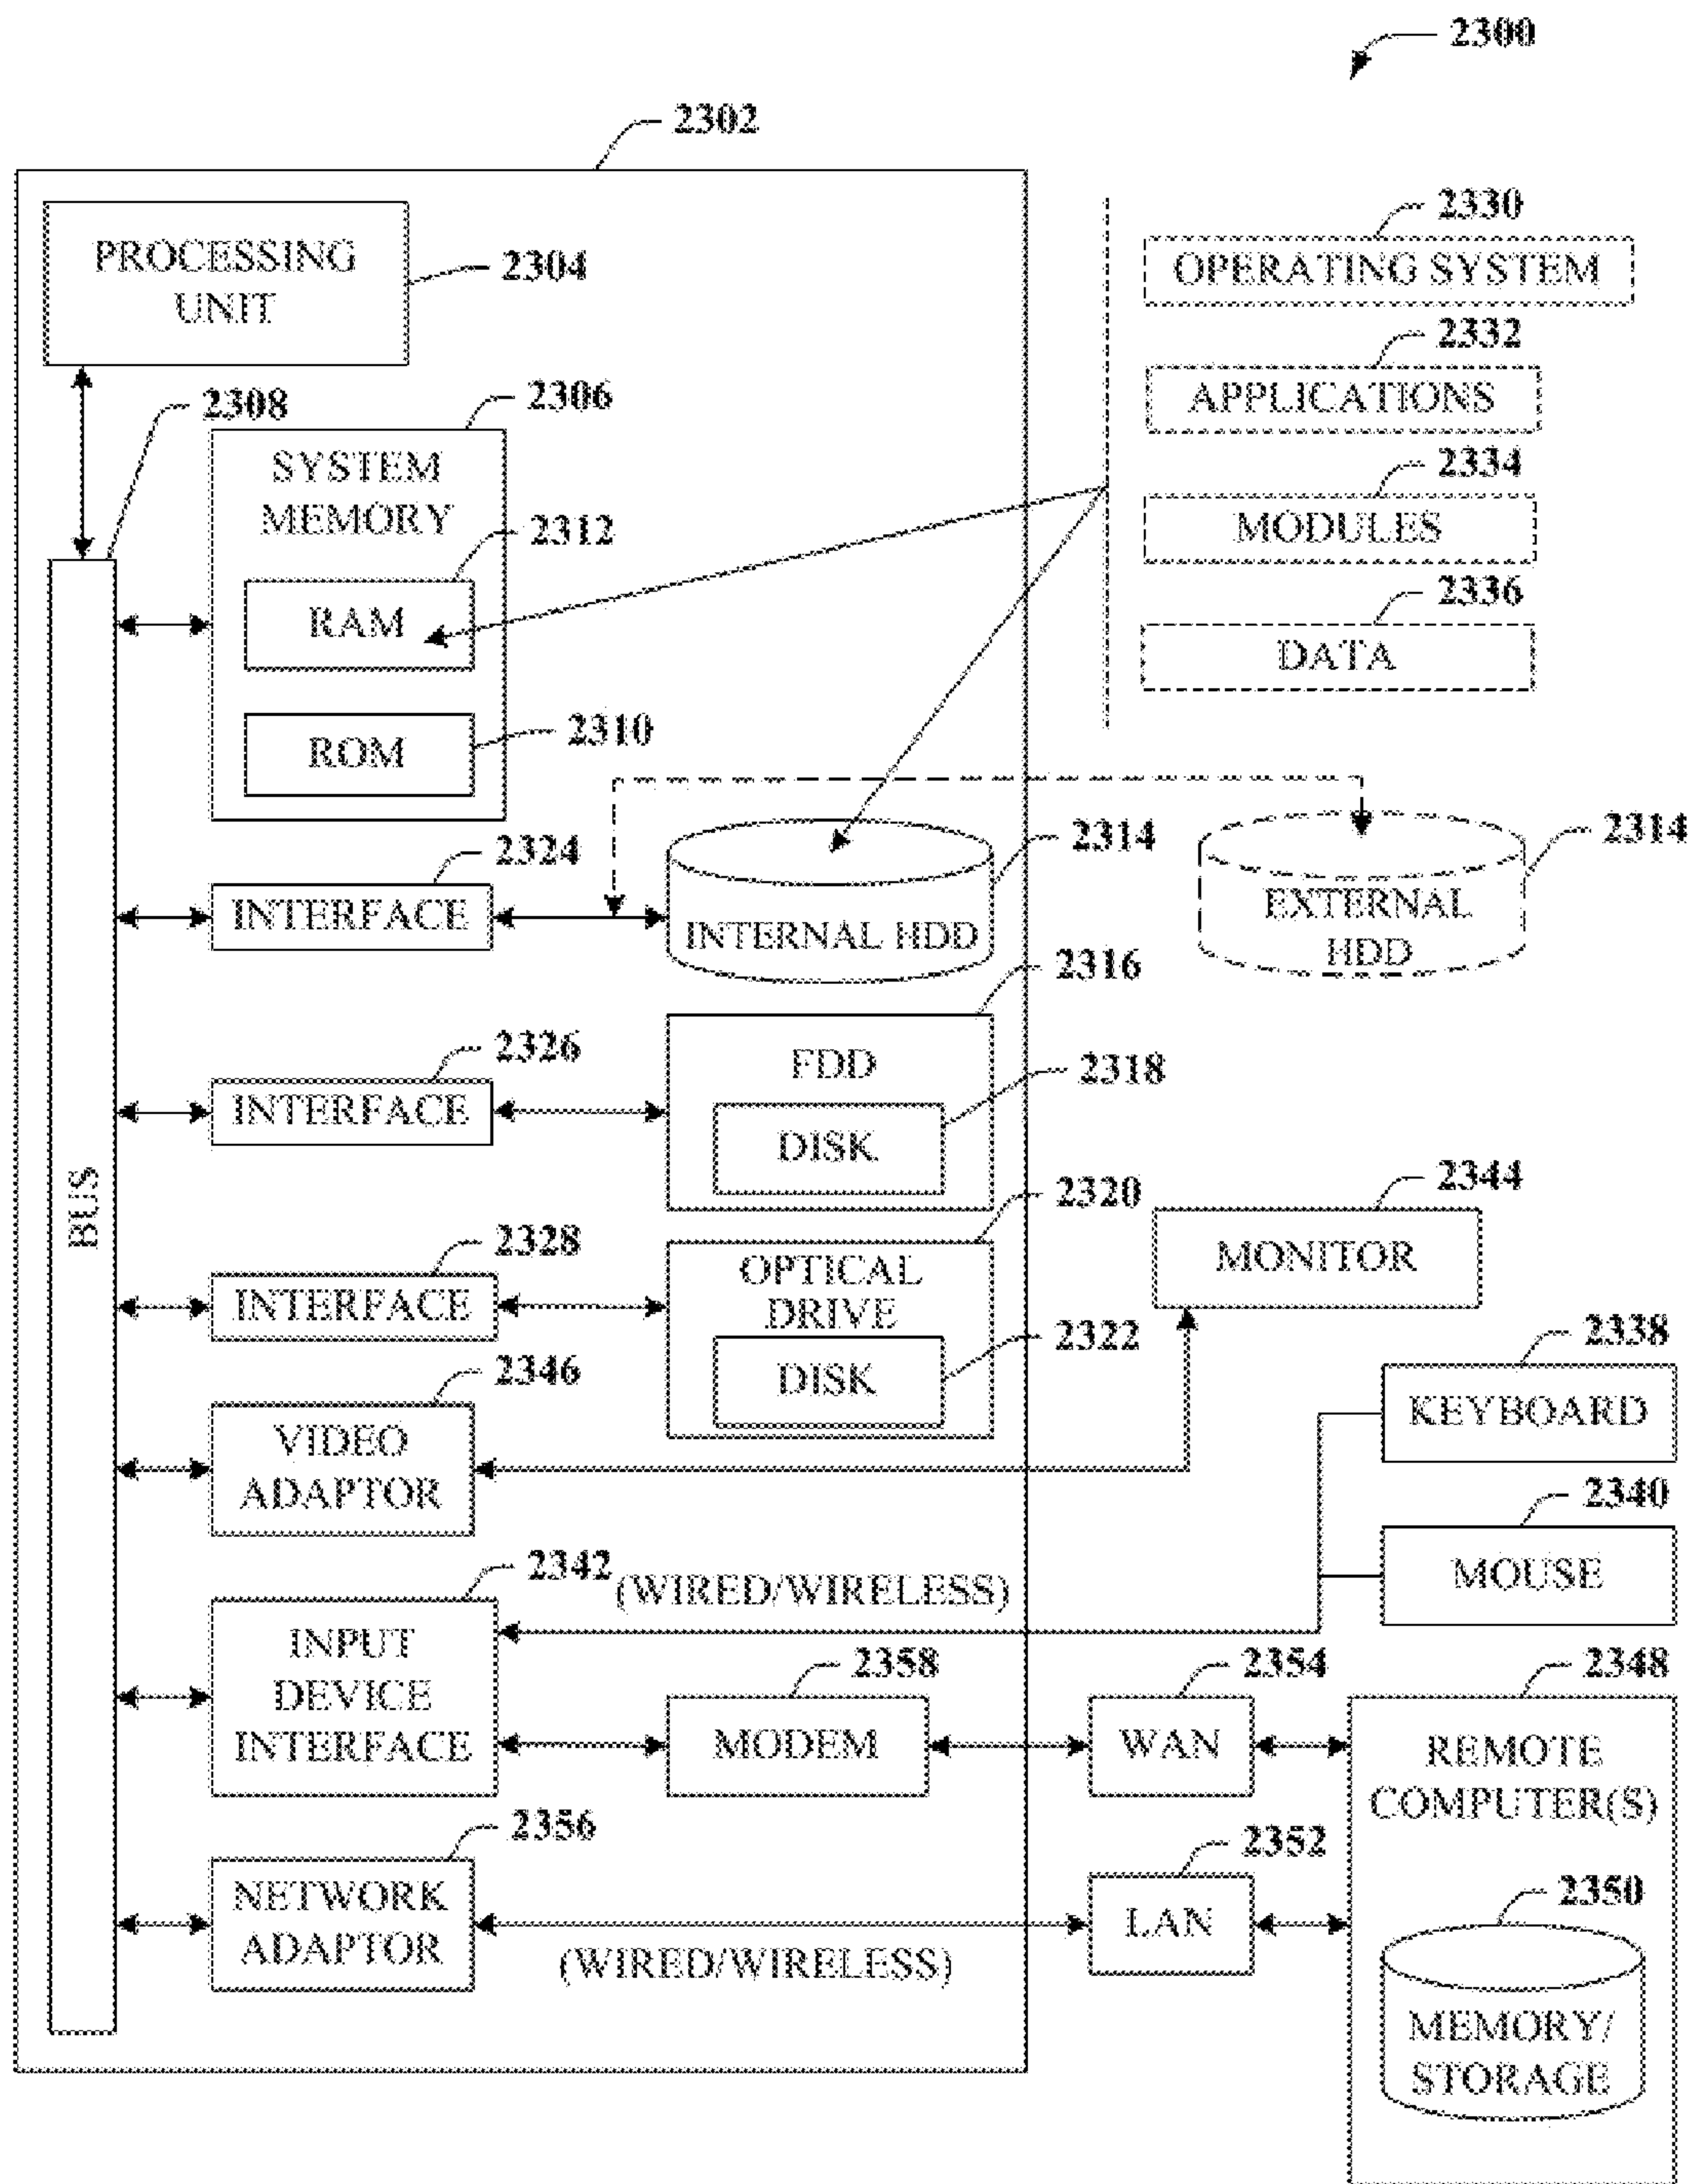 2300
2302
PROCESSING
UNIT
2304
2308
2306
SYSTEM
MEMORY
2312
RAM
ROM
2310
2330
OPERATING SYSTEM
2332
APPLICATIONS
2334
MODULES
2336
DATA
BUS
2324
INTERFACE
INTERNAL HDD
2314
EXTERNAL
HDD
2314
2326
INTERFACE
2316
FDD
2318
DISK
2328
INTERFACE
2320
OPTICAL
DRIVE
2322
DISK
2344
MONITOR
2346
VIDEO
ADAPTOR
2338
KEYBOARD
2340
MOUSE
2342
(WIRED/WIRELESS)
INPUT
DEVICE
INTERFACE
2358
MODEM
2354
WAN
2348
REMOTE
COMPUTER(S)
2356
NETWORK
ADAPTOR
(WIRED/WIRELESS)
2352
LAN
2350
MEMORY/
STORAGE